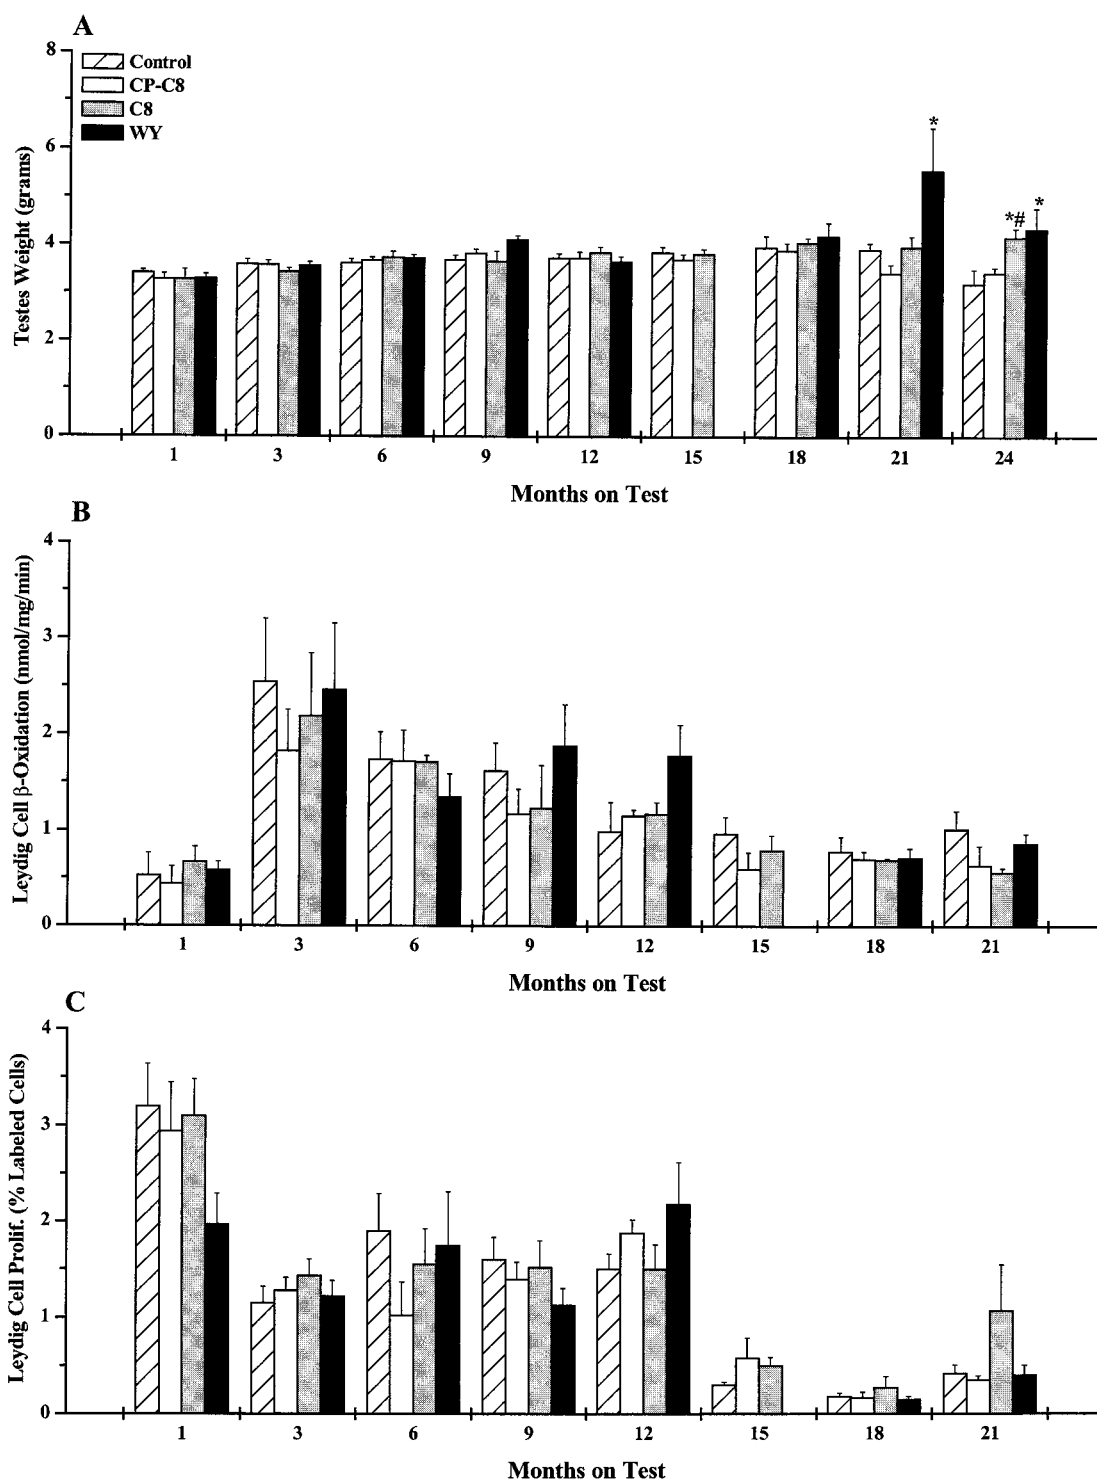 A
8
6
4
2
0
Testes Weight (grams)
Control
CP-C8
C8
WY
*
*#
*
1 3 6 9 12 15 18 21 24
Months on Test
B
4
3
2
1
0
Leydig Cell β-Oxidation (nmol/mg/min)
1 3 6 9 12 15 18 21
Months on Test
C
4
3
2
1
0
Leydig Cell Prolif. (% Labeled Cells)
1 3 6 9 12 15 18 21
Months on Test